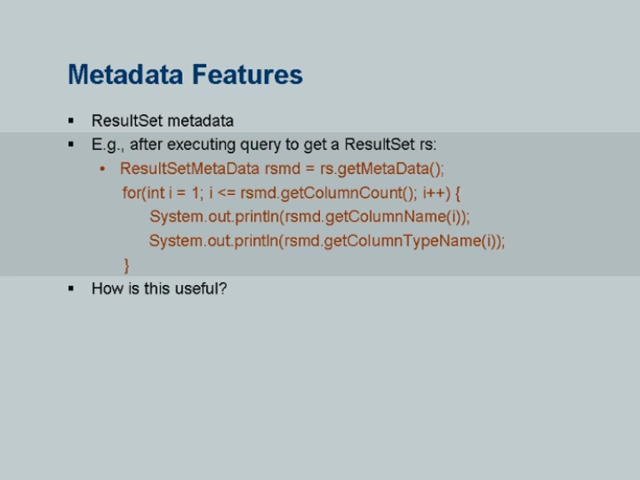 Metadata Features
▪ ResultSet metadata
▪ E.g., after executing query to get a ResultSet rs:
• ResultSetMetaData rsmd = rs.getMetaData();
for(int i = 1; i <= rsmd.getColumnCount(); i++) {
System.out.println(rsmd.getColumnName(i));
System.out.println(rsmd.getColumnTypeName(i));
}
▪ How is this useful?